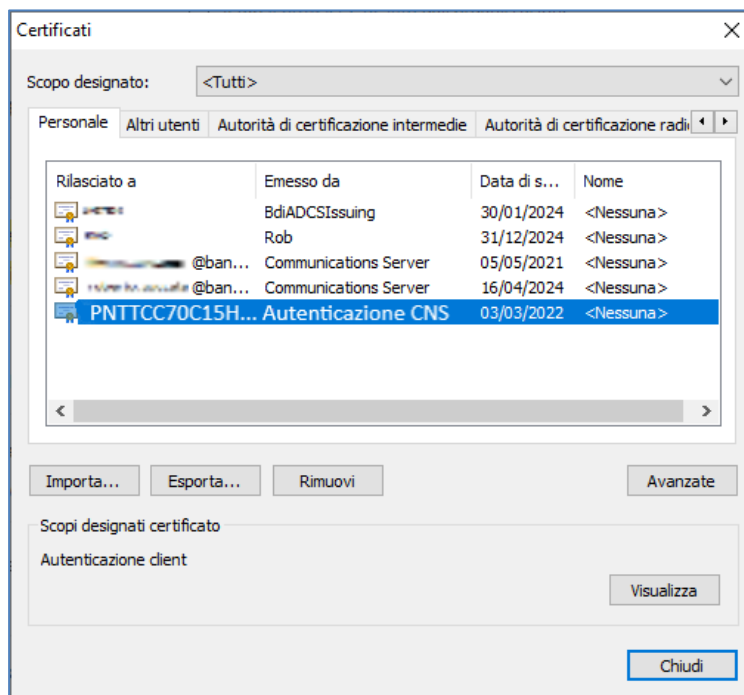 Certificati
Scopo designato: <Tutti>
Personale Altri utenti Autorità di certificazione intermedie Autorità di certificazione radi
Rilasciato a Emesso da Data di s... Nome
BdiADCSIssuing 30/01/2024 <Nessuna>
Rob 31/12/2024 <Nessuna>
@ban... Communications Server 05/05/2021 <Nessuna>
@ban... Communications Server 16/04/2024 <Nessuna>
PNTTCC70C15H... Autenticazione CNS 03/03/2022 <Nessuna>
Importa... Esporta... Rimuovi Avanzate
Scopi designati certificato
Autenticazione client
Visualizza
Chiudi